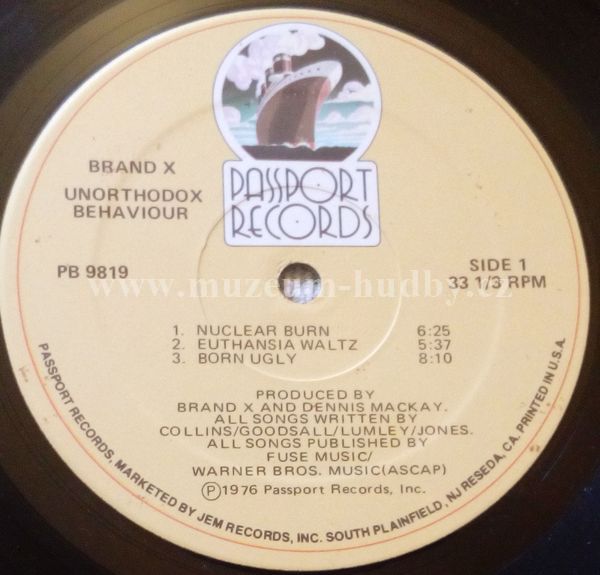 PASSPORT
RECORDS
BRAND X
UNORTHODOX
BEHAVIOUR
PB 9819
SIDE 1
33 1/3 RPM
www.muzeum-hudby.cz
1. NUCLEAR BURN 6:25
2. EUTHANSIA WALTZ 5:37
3. BORN UGLY 8:10
PRODUCED BY
BRAND X AND DENNIS MACKAY.
ALL SONGS WRITTEN BY
COLLINS/GOODSALL/LUMLEY/JONES.
ALL SONGS PUBLISHED BY
FUSE MUSIC/
WARNER BROS. MUSIC(ASCAP)
Ⓟ1976 Passport Records, Inc.
PASSPORT RECORDS, MARKETED BY JEM RECORDS, INC. SOUTH PLAINFIELD, NJ RESEDA, CA. PRINTED IN U.S.A.